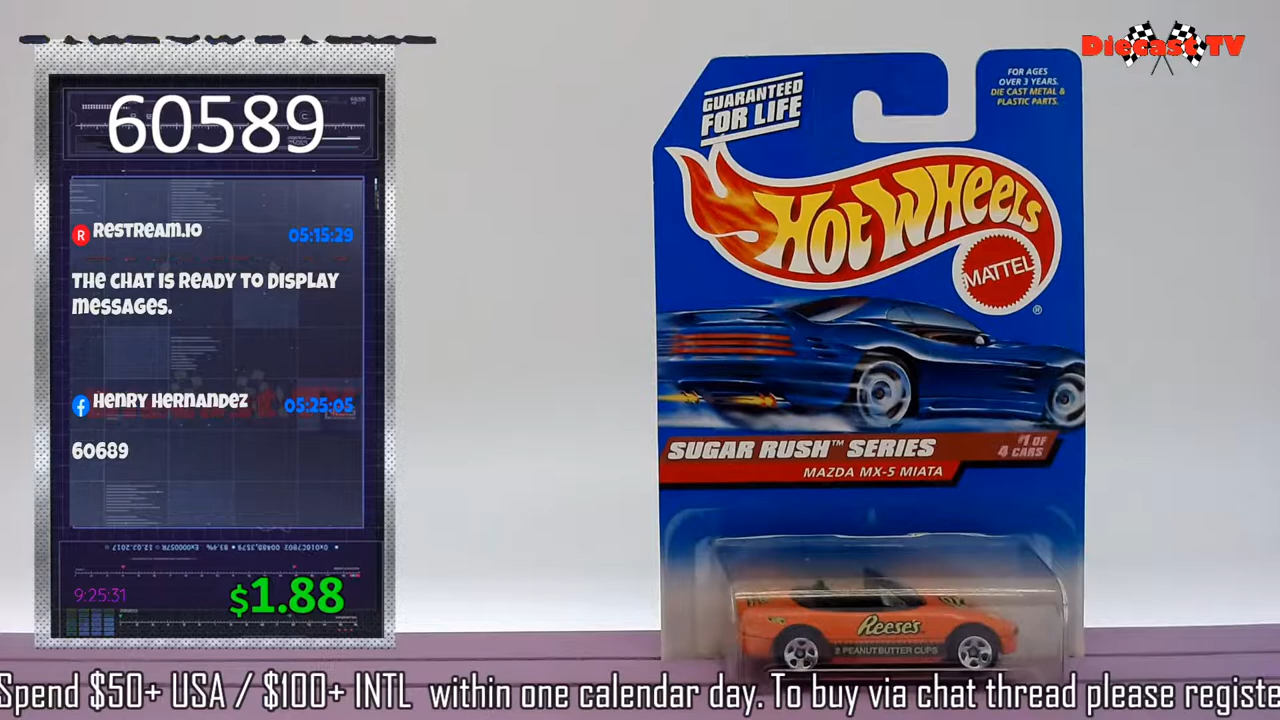 Diecast TV
60589
R Restream.io 05:15:29
The chat is ready to display
messages.
Henry Hernandez 05:25:05
60689
9:25:31
$1.88
GUARANTEED
FOR LIFE
FOR AGES
OVER 3 YEARS.
DIE CAST METAL &
PLASTIC PARTS.
HOT WHEELS
MATTEL
®
SUGAR RUSH™ SERIES
#1 OF
4 CARS
MAZDA MX-5 MIATA
Reese's
2 PEANUT BUTTER CUPS
Spend $50+ USA / $100+ INTL within one calendar day. To buy via chat thread please registe